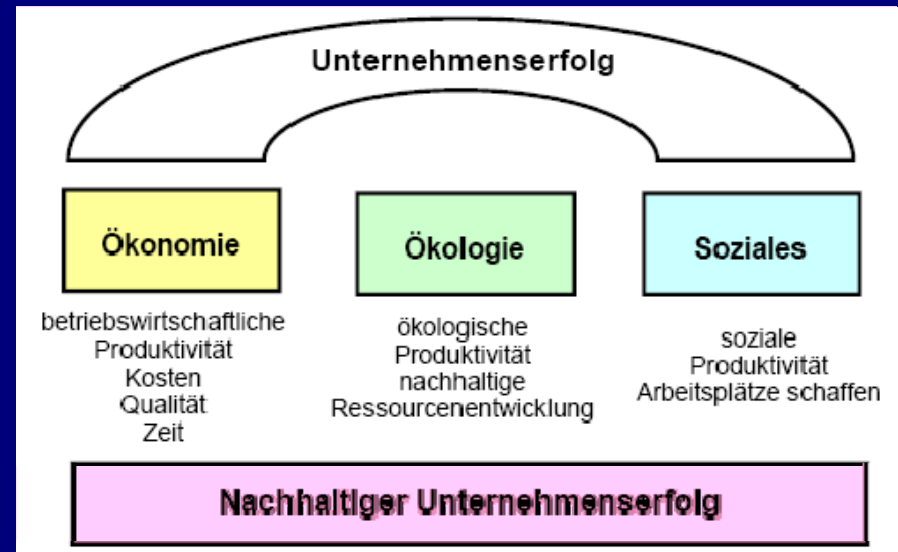 Unternehmenserfolg
Ökonomie
betriebswirtschaftliche
Produktivität
Kosten
Qualität
Zeit
Ökologie
ökologische
Produktivität
nachhaltige
Ressourcenentwicklung
Soziales
soziale
Produktivität
Arbeitsplätze schaffen
Nachhaltiger Unternehmenserfolg